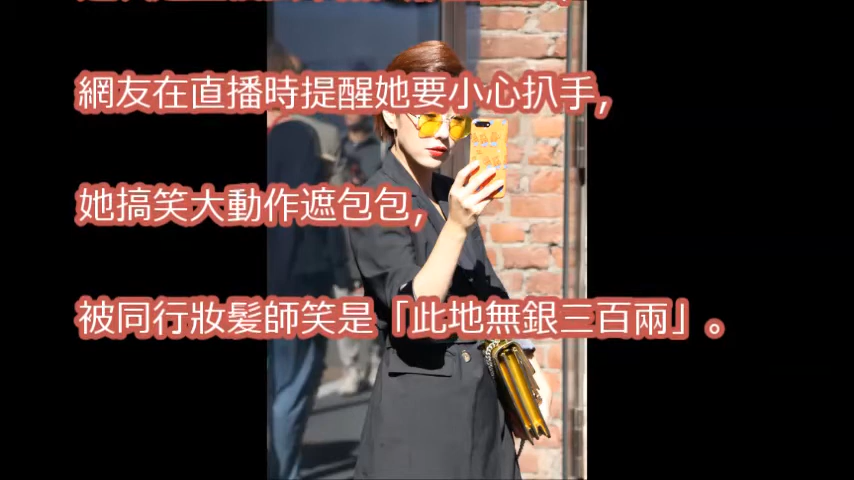 網友在直播時提醒她要小心扒手，
她搞笑大動作遮包包，
被同行妝髮師笑是「此地無銀三百兩」。